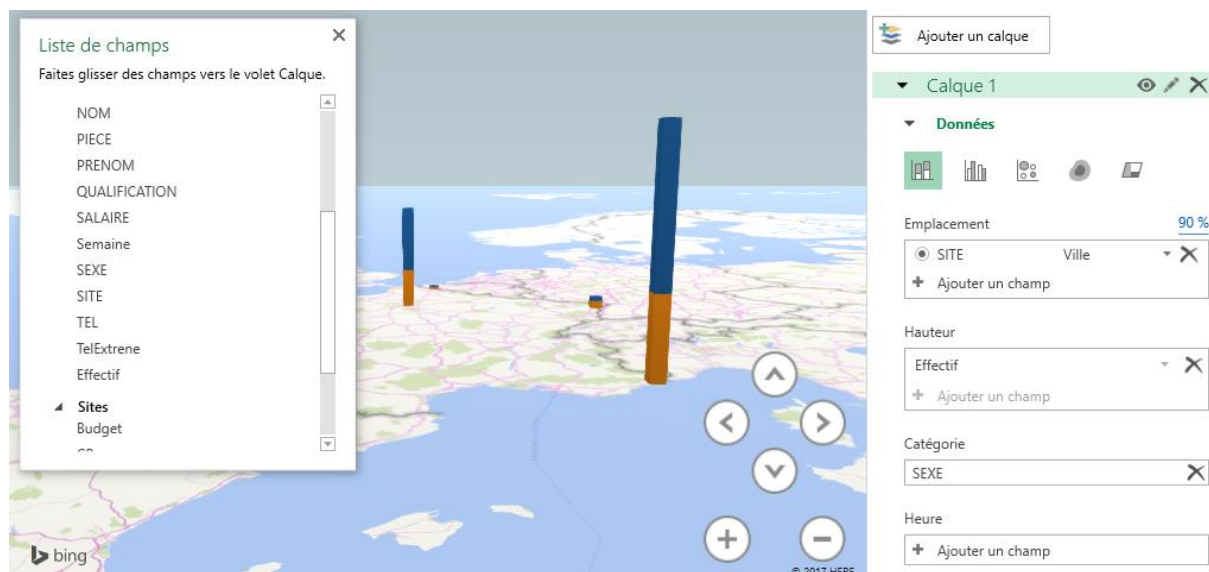 Liste de champs
Faites glisser des champs vers le volet Calque.
NOM
PIECE
PRENOM
QUALIFICATION
SALAIRE
Semaine
SEXE
SITE
TEL
TelExtrene
Effectif
Sites
Budget
bing
© 2017 HERE
Ajouter un calque
Calque 1
Données
Emplacement 90 %
SITE Ville
Ajouter un champ
Hauteur
Effectif
Ajouter un champ
Catégorie
SEXE
Heure
Ajouter un champ